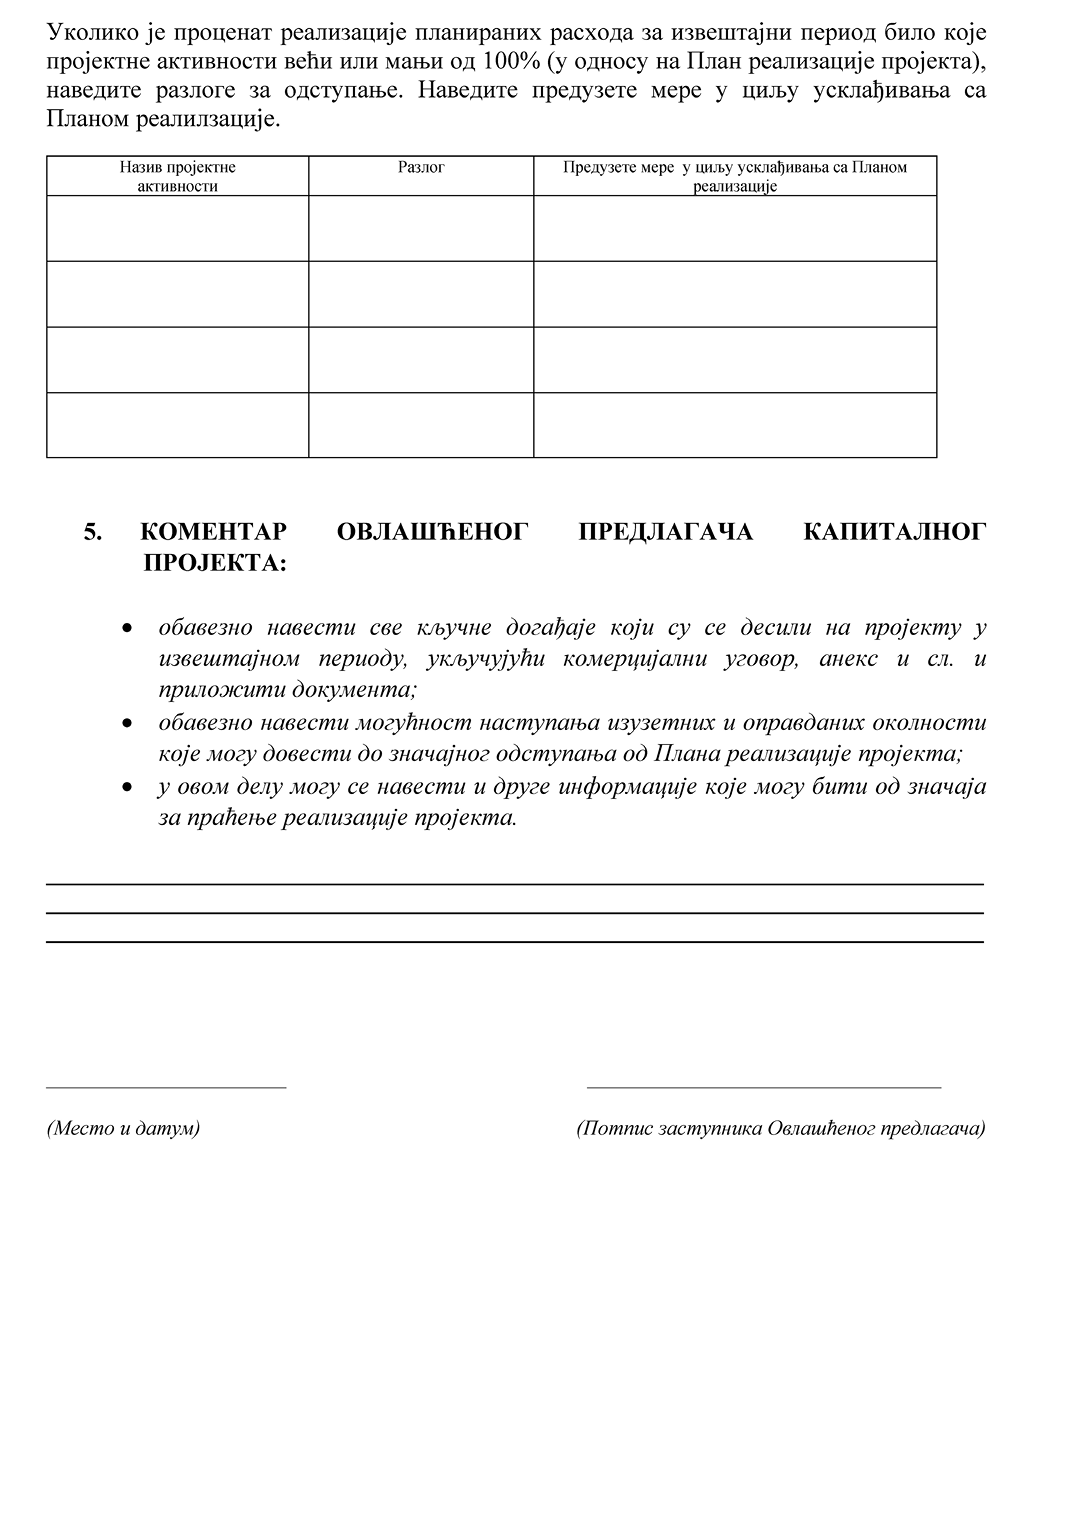 Уколико је проценат реализације планираних расхода за извештајни период било које
пројектне активности већи или мањи од 100% (у односу на План реализације пројекта),
наведите разлоге за одступање. Наведите предузете мере у циљу усклађивања са
Планом реалилзације.
Назив пројектне
активности
Разлог
Предузете мере у циљу усклађивања са Планом
реализације
5. КОМЕНТАР ОВЛАШЋЕНОГ ПРЕДЛАГАЧА КАПИТАЛНОГ
ПРОЈЕКТА:
• обавезно навести све кључне догађаје који су се десили на пројекту у
извештајном периоду, укључујући комерцијални уговор, анекс и сл. и
приложити документа;
• обавезно навести могућност наступања изузетних и оправданих околности
које могу довести до значајног одступања од Плана реализације пројекта;
• у овом делу могу се навести и друге информације које могу бити од значаја
за праћење реализације пројекта.
(Место и датум)
(Потпис заступника Овлашћеног предлагача)